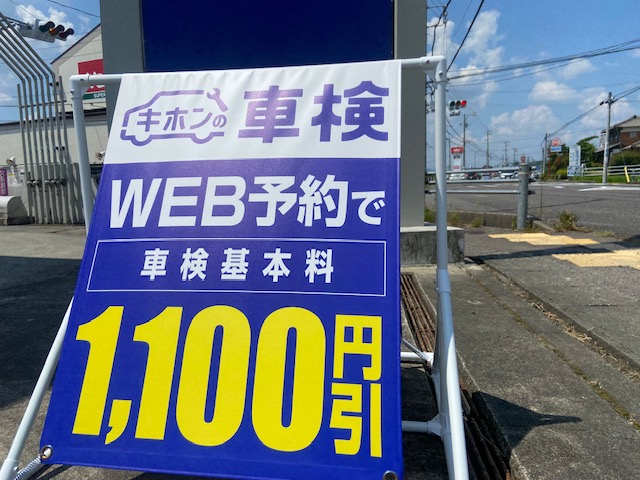 キホンの車検
WEB予約で
車検基本料
1,100円引